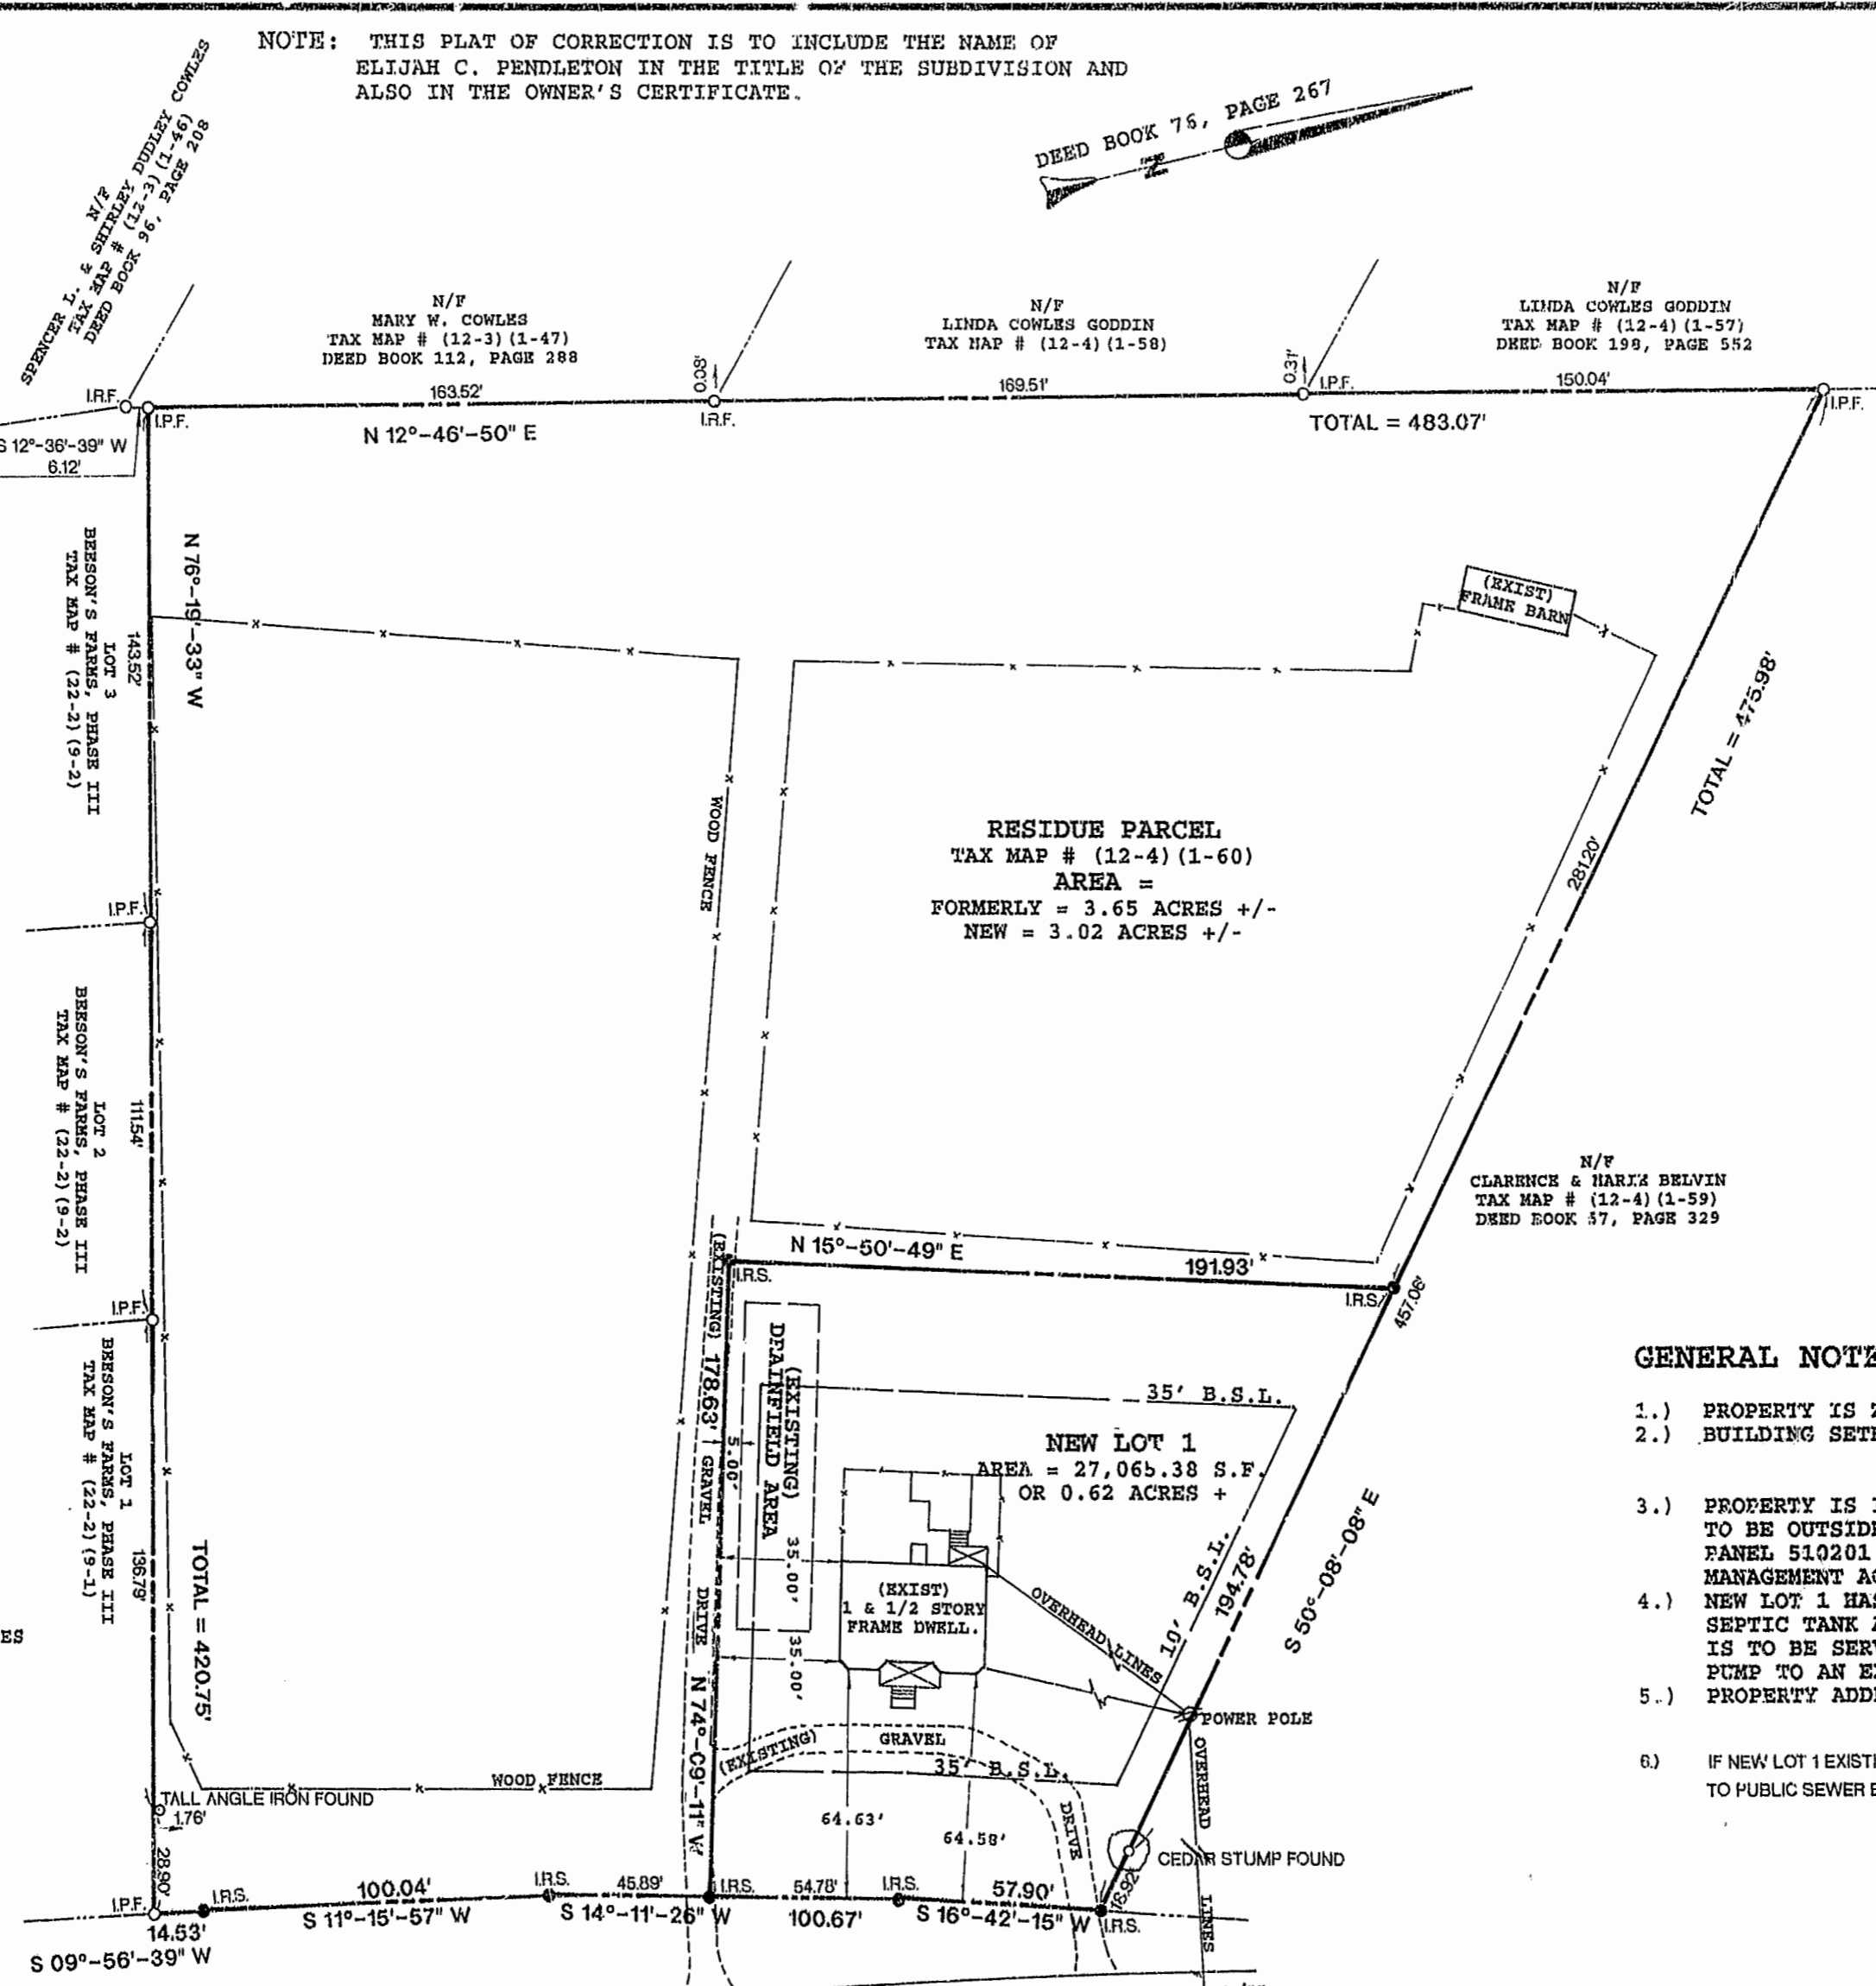 NOTE: THIS PLAT OF CORRECTION IS TO INCLUDE THE NAME OF
ELIJAH C. PENDLETON IN THE TITLE OF THE SUBDIVISION AND
ALSO IN THE OWNER'S CERTIFICATE.
DEED BOOK 76, PAGE 267
N
N/F
SPENCER L. & SHIRLEY DUDLEY COWLES
TAX MAP # (12-3)(1-46)
DEED BOOK 96, PAGE 208
N/F
MARY W. COWLES
TAX MAP # (12-3)(1-47)
DEED BOOK 112, PAGE 288
N/F
LINDA COWLES GODDIN
TAX MAP # (12-4)(1-58)
N/F
LINDA COWLES GODDIN
TAX MAP # (12-4)(1-57)
DEED BOOK 198, PAGE 552
I.R.F.
I.P.F.
163.52'
0.08'
I.R.F.
169.51'
0.31'
I.P.F.
150.04'
I.P.F.
N 12°-46'-50" E
TOTAL = 483.07'
S 12°-36'-39" W
6.12'
N 76°-19'-33" W
LOT 3
BEESON'S FARMS, PHASE III
TAX MAP # (22-2)(9-2)
143.52'
(EXIST)
FRAME BARN
TOTAL = 475.98'
281.20'
WOOD FENCE
RESIDUE PARCEL
TAX MAP # (12-4)(1-60)
AREA =
FORMERLY = 3.65 ACRES +/-
NEW = 3.02 ACRES +/-
I.P.F.
LOT 2
BEESON'S FARMS, PHASE III
TAX MAP # (22-2)(9-2)
111.54'
N/F
CLARENCE & MARIE BELVIN
TAX MAP # (12-4)(1-59)
DEED BOOK 57, PAGE 329
N 15°-50'-49" E
191.93'
I.R.S.
I.R.S.
457.06'
I.P.F.
LOT 1
BEESON'S FARMS, PHASE III
TAX MAP # (22-2)(9-1)
136.79'
TOTAL = 420.75'
(EXISTING) GRAVEL DRIVE
178.63'
N 74°-09'-11" W
5.00'
(EXISTING)
DRAINFIELD AREA
35' B.S.L.
NEW LOT 1
AREA = 27,065.38 S.F.
OR 0.62 ACRES +
35.00'
35.00'
(EXIST)
1 & 1/2 STORY
FRAME DWELL.
OVERHEAD LINES
10' B.S.L.
194.78'
S 50°-08'-08" E
POWER POLE
(EXISTING) GRAVEL DRIVE
35' B.S.L.
64.63'
64.58'
OVERHEAD LINES
CEDAR STUMP FOUND
18.92'
WOOD FENCE
TALL ANGLE IRON FOUND
1.76'
28.90'
I.P.F.
I.R.S.
100.04'
I.R.S.
45.89'
I.R.S.
54.78'
I.R.S.
57.90'
I.R.S.
14.53'
S 11°-15'-57" W
S 14°-11'-26" W
100.67'
S 16°-42'-15" W
S 09°-56'-39" W
ES
GENERAL NOTE
1.) PROPERTY IS
2.) BUILDING SET
3.) PROPERTY IS
TO BE OUTSIDE
PANEL 510201
MANAGEMENT
4.) NEW LOT 1 HAS
SEPTIC TANK
IS TO BE SER
PUMP TO AN
5.) PROPERTY ADD
6.) IF NEW LOT 1 EXIST
TO PUBLIC SEWER